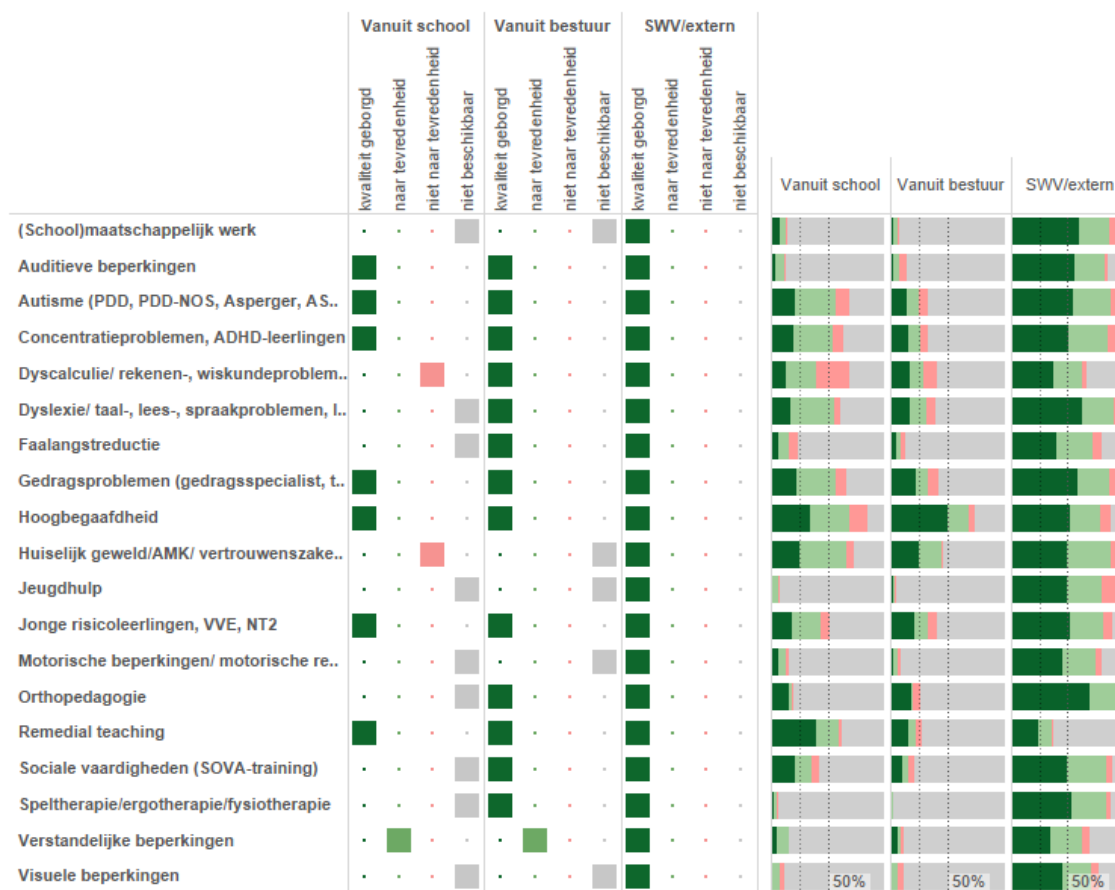 Vanuit school Vanuit bestuur SWV/extern
kwaliteit geborgd
naar tevredenheid
niet naar tevredenheid
niet beschikbaar
kwaliteit geborgd
naar tevredenheid
niet naar tevredenheid
niet beschikbaar
kwaliteit geborgd
naar tevredenheid
niet naar tevredenheid
niet beschikbaar
Vanuit school Vanuit bestuur SWV/extern
(School)maatschappelijk werk
Auditieve beperkingen
Autisme (PDD, PDD-NOS, Asperger, AS..
Concentratieproblemen, ADHD-leerlingen
Dyscalculie/ rekenen-, wiskundeproblem..
Dyslexie/ taal-, lees-, spraakproblemen, l..
Faalangstreductie
Gedragsproblemen (gedragsspecialist, t..
Hoogbegaafdheid
Huiselijk geweld/AMK/ vertrouwenszake..
Jeugdhulp
Jonge risicoleerlingen, VVE, NT2
Motorische beperkingen/ motorische re..
Orthopedagogie
Remedial teaching
Sociale vaardigheden (SOVA-training)
Speltherapie/ergotherapie/fysiotherapie
Verstandelijke beperkingen
Visuele beperkingen
50% 50% 50%